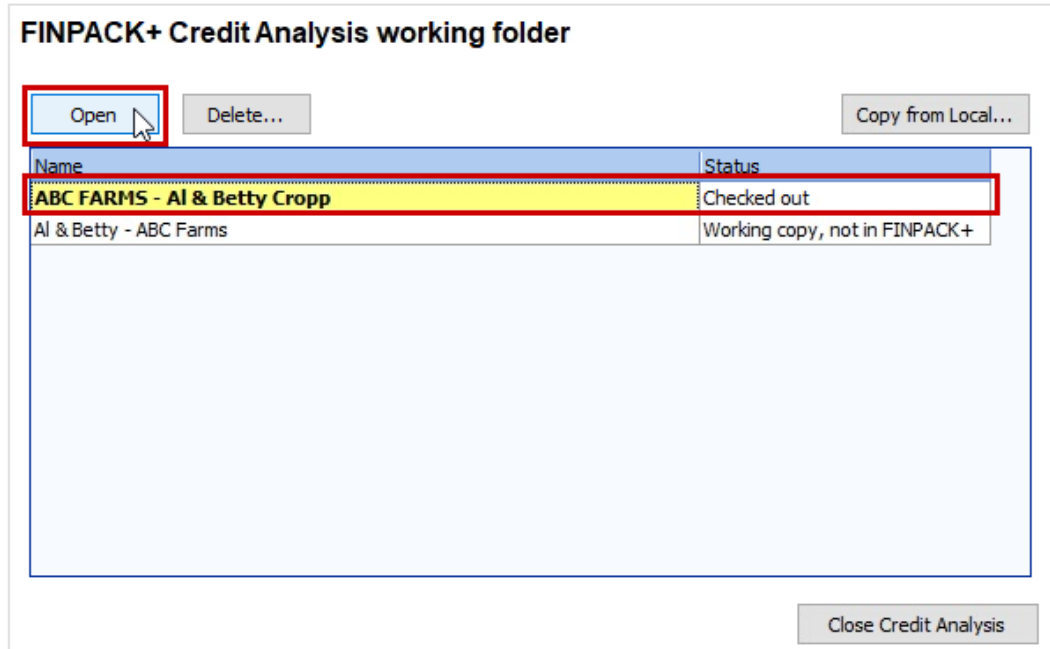 FINPACK+ Credit Analysis working folder
Open Delete... Copy from Local...
Name Status
ABC FARMS - Al & Betty Cropp Checked out
Al & Betty - ABC Farms Working copy, not in FINPACK+
Close Credit Analysis